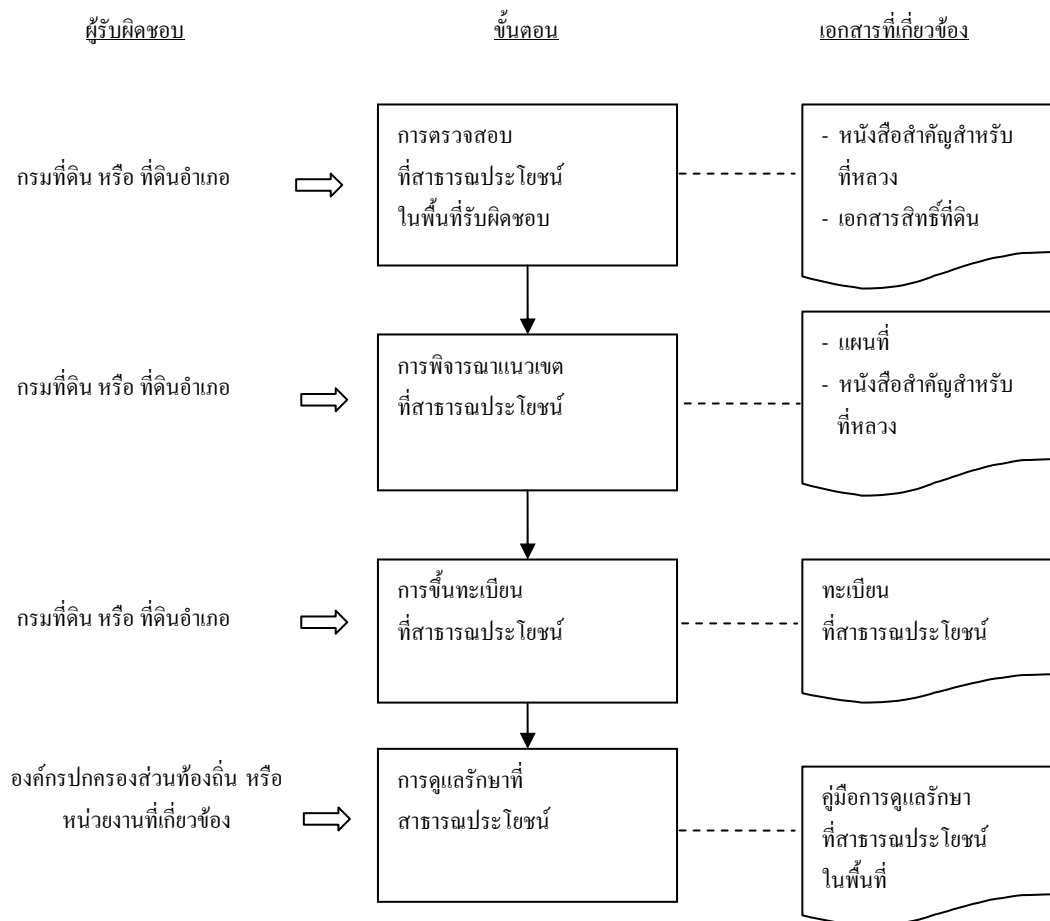 ผู้รับผิดชอบ
ขั้นตอน
เอกสารที่เกี่ยวข้อง
กรมที่ดิน หรือ ที่ดินอำเภอ
การตรวจสอบ
ที่สาธารณประโยชน์
ในพื้นที่รับผิดชอบ
- หนังสือสำคัญสำหรับ
ที่หลวง
- เอกสารสิทธิ์ที่ดิน
กรมที่ดิน หรือ ที่ดินอำเภอ
การพิจารณาแนวเขต
ที่สาธารณประโยชน์
- แผนที่
- หนังสือสำคัญสำหรับ
ที่หลวง
กรมที่ดิน หรือ ที่ดินอำเภอ
การขึ้นทะเบียน
ที่สาธารณประโยชน์
ทะเบียน
ที่สาธารณประโยชน์
องค์กรปกครองส่วนท้องถิ่น หรือ
หน่วยงานที่เกี่ยวข้อง
การดูแลรักษาที่
สาธารณประโยชน์
คู่มือการดูแลรักษา
ที่สาธารณประโยชน์
ในพื้นที่